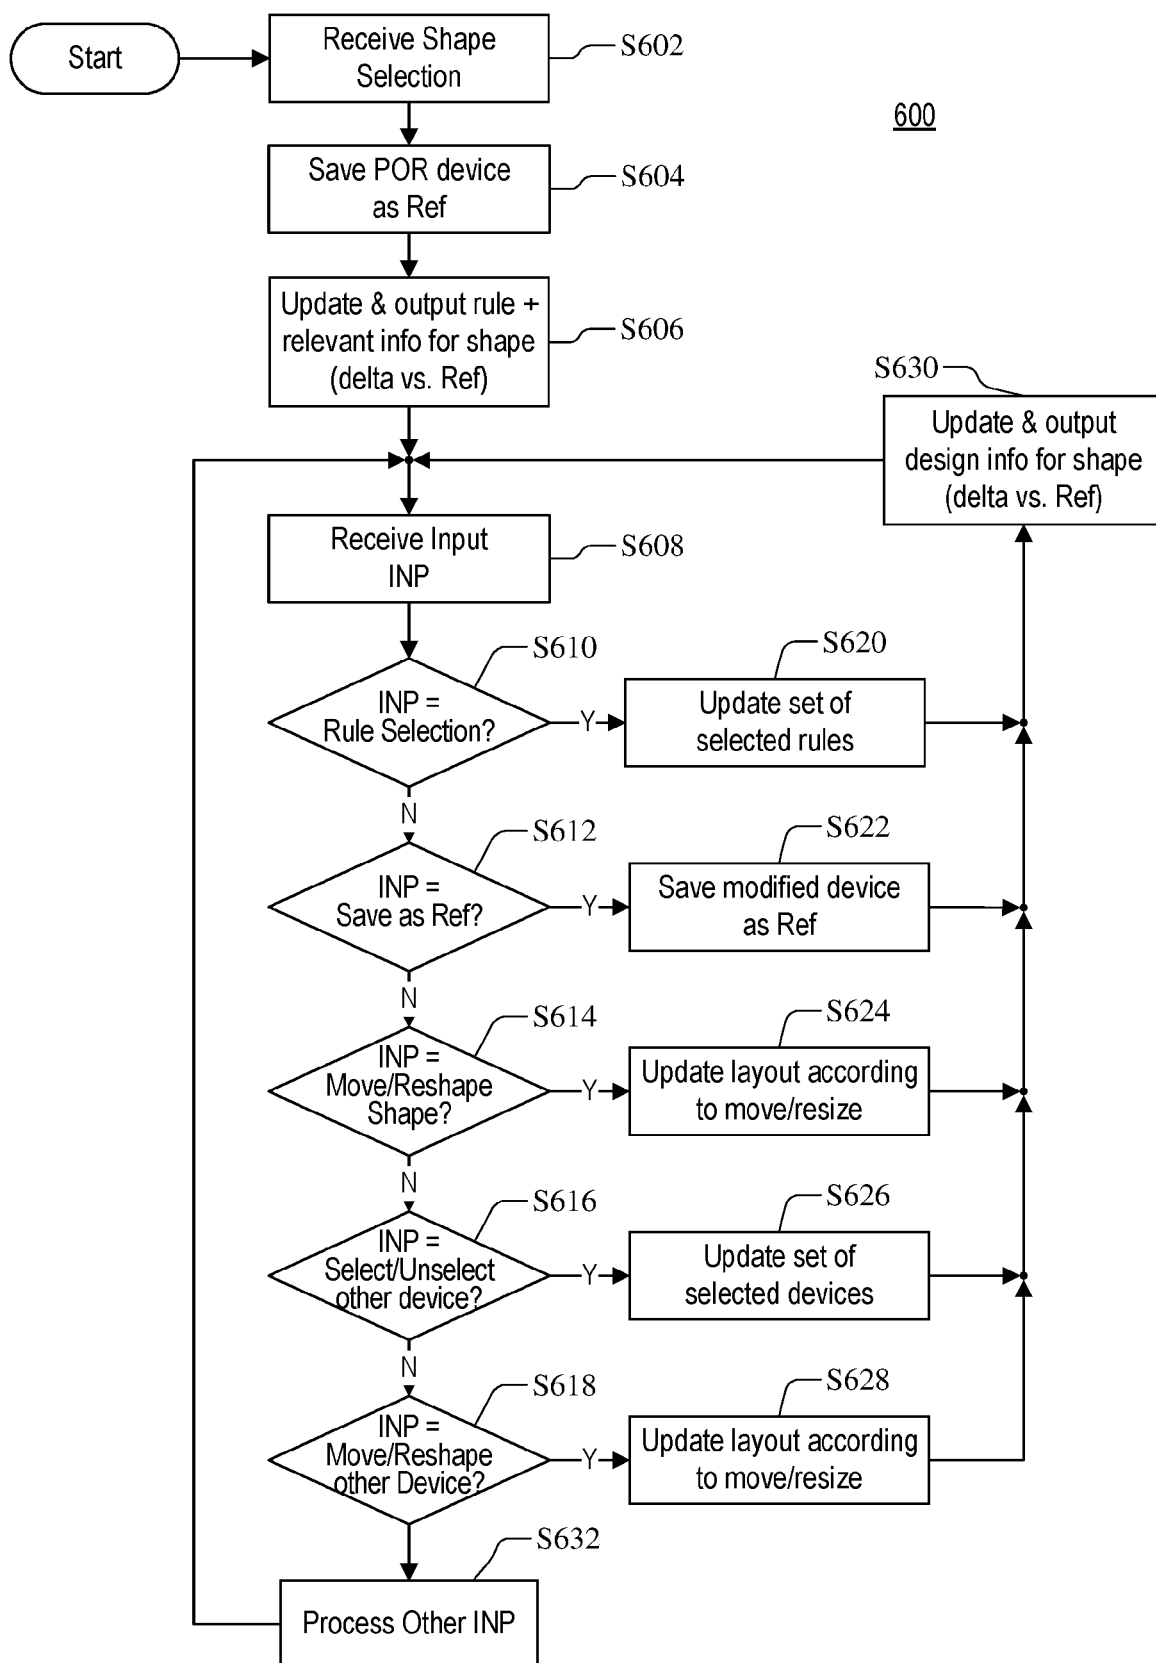 Start
Receive Shape
Selection
S602
600
Save POR device
as Ref
S604
Update & output rule +
relevant info for shape
(delta vs. Ref)
S606
S630
Update & output
design info for shape
(delta vs. Ref)
Receive Input
INP
S608
S610
INP =
Rule Selection?
Y
S620
Update set of
selected rules
N
S612
INP =
Save as Ref?
Y
S622
Save modified device
as Ref
N
S614
INP =
Move/Reshape
Shape?
Y
S624
Update layout according
to move/resize
N
S616
INP =
Select/Unselect
other device?
Y
S626
Update set of
selected devices
N
S618
INP =
Move/Reshape
other Device?
Y
S628
Update layout according
to move/resize
S632
Process Other INP